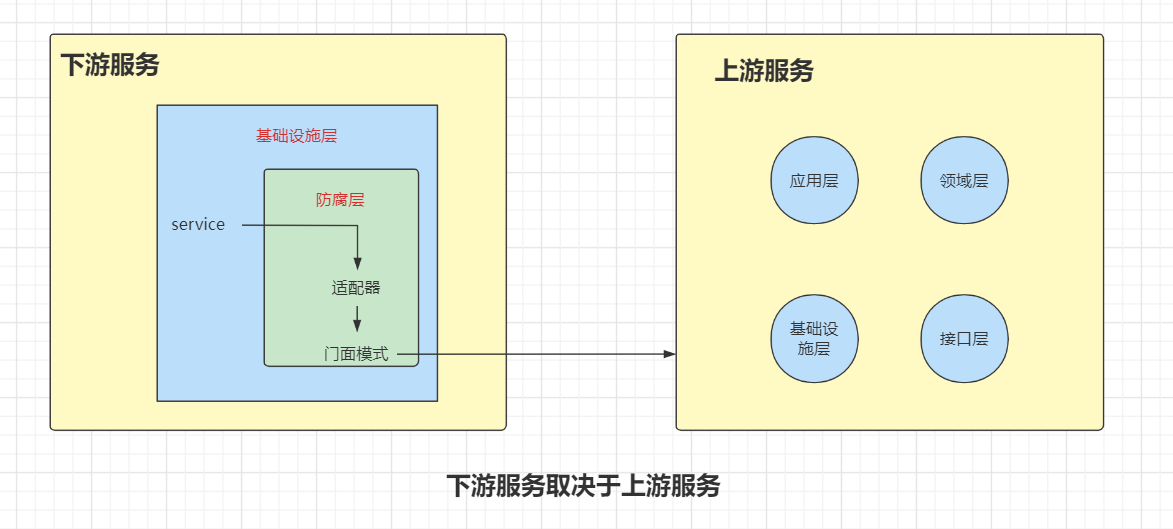 下游服务
基础设施层
防腐层
service
适配器
门面模式
上游服务
应用层
领域层
基础设
施层
接口层
下游服务取决于上游服务